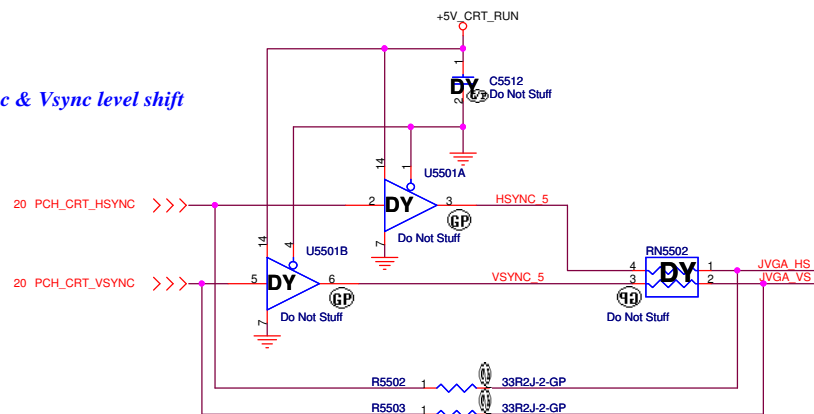 +5V_CRT_RUN
1
C5512
DY
GP
Do Not Stuff
2
c & Vsync level shift
14
1
U5501A
20 PCH_CRT_HSYNC
2
DY
3
HSYNC_5
GP
7
Do Not Stuff
14
4
U5501B
RN5502
4
DY
1
JVGA_HS
20 PCH_CRT_VSYNC
5
DY
6
VSYNC_5
3
2
JVGA_VS
GP
GP
7
Do Not Stuff
Do Not Stuff
R5502
1
33R2J-2-GP
R5503
1
33R2J-2-GP